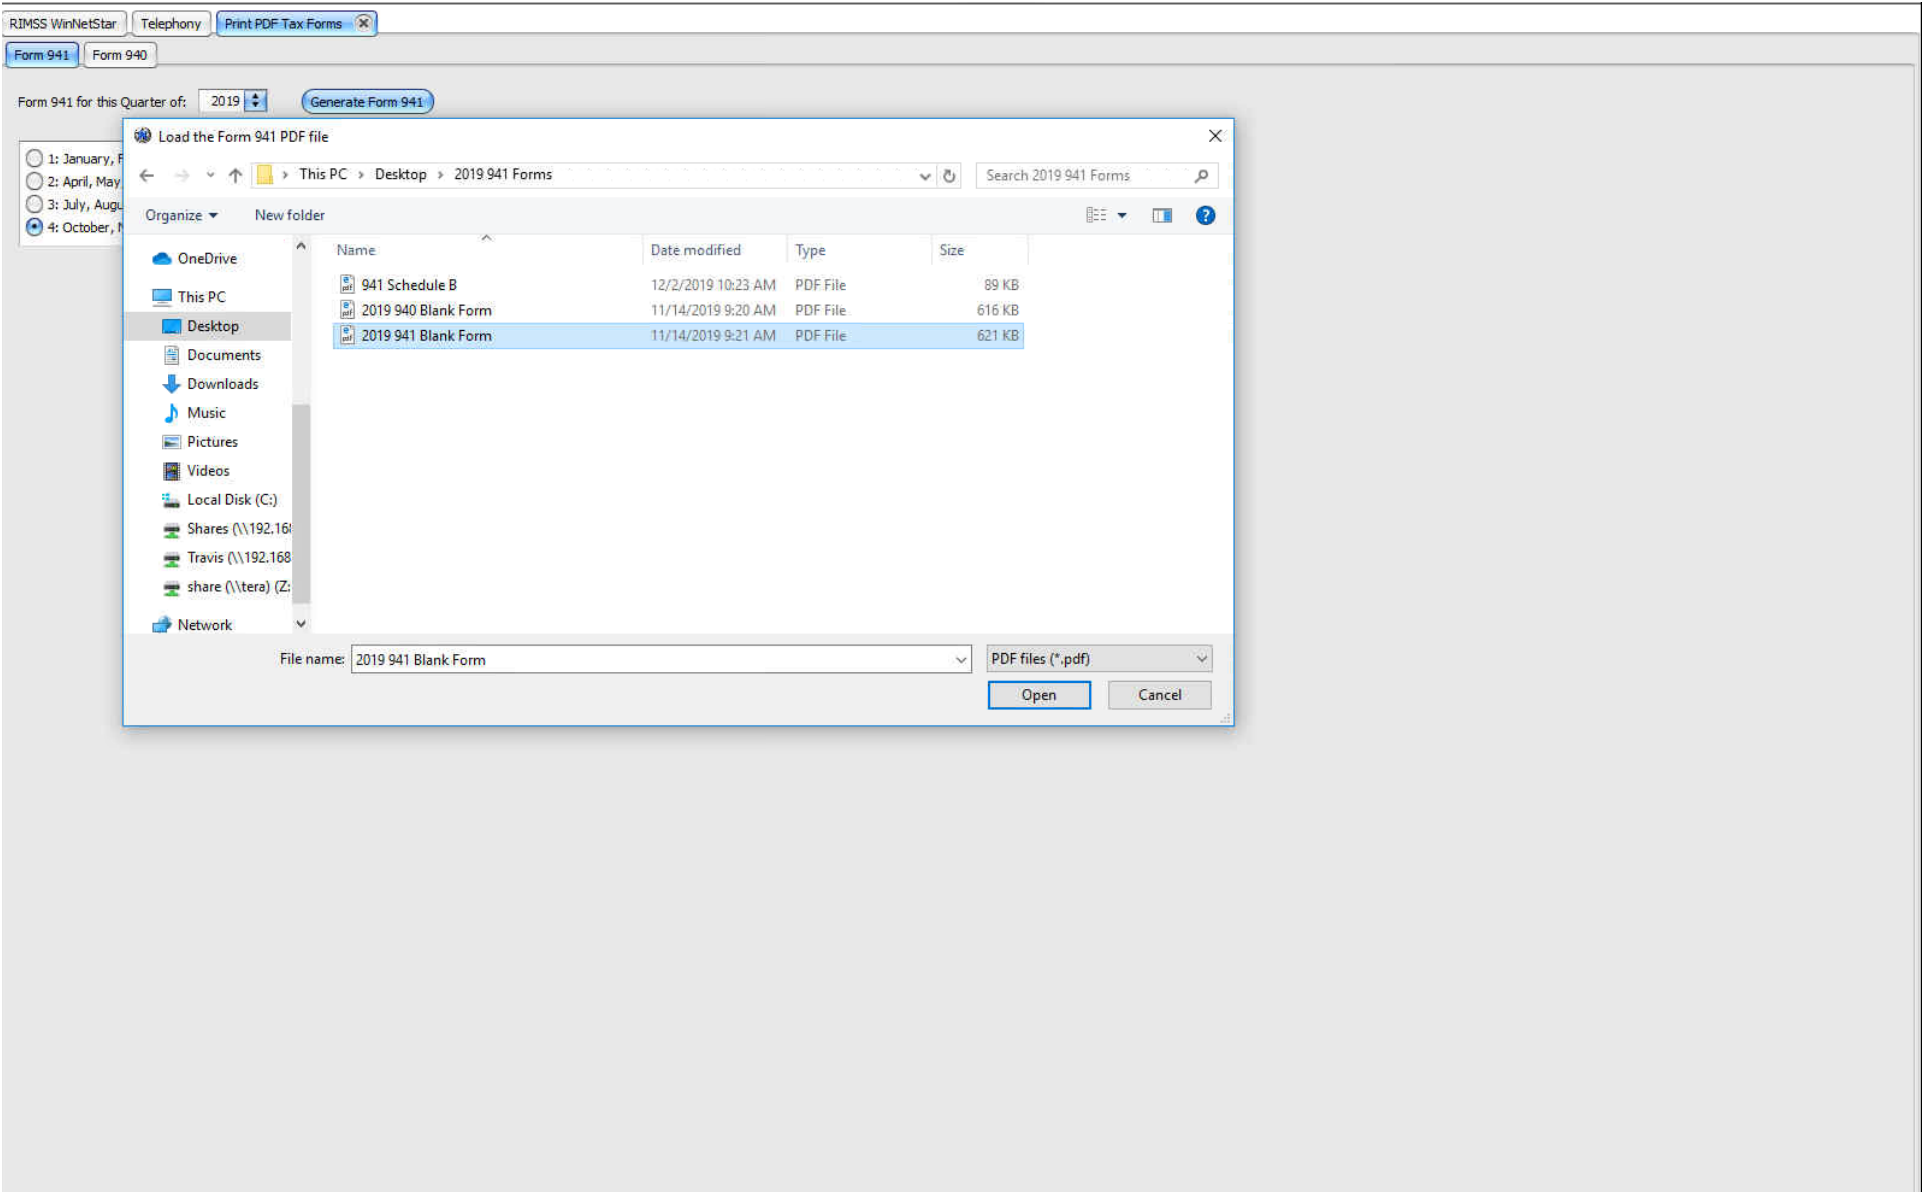 RIMSS WinNetStar Telephony Print PDF Tax Forms
Form 941 Form 940
Form 941 for this Quarter of: 2019 Generate Form 941
Load the Form 941 PDF file
1: January, F
2: April, May
3: July, Augu
4: October, N
This PC > Desktop > 2019 941 Forms Search 2019 941 Forms
Organize New folder
Name Date modified Type Size
941 Schedule B 12/2/2019 10:23 AM PDF File 89 KB
2019 940 Blank Form 11/14/2019 9:20 AM PDF File 616 KB
2019 941 Blank Form 11/14/2019 9:21 AM PDF File 621 KB
OneDrive
This PC
Desktop
Documents
Downloads
Music
Pictures
Videos
Local Disk (C:)
Shares (\\192.168
Travis (\\192.168
share (\\tera) (Z:
Network
File name: 2019 941 Blank Form PDF files (*.pdf)
Open Cancel